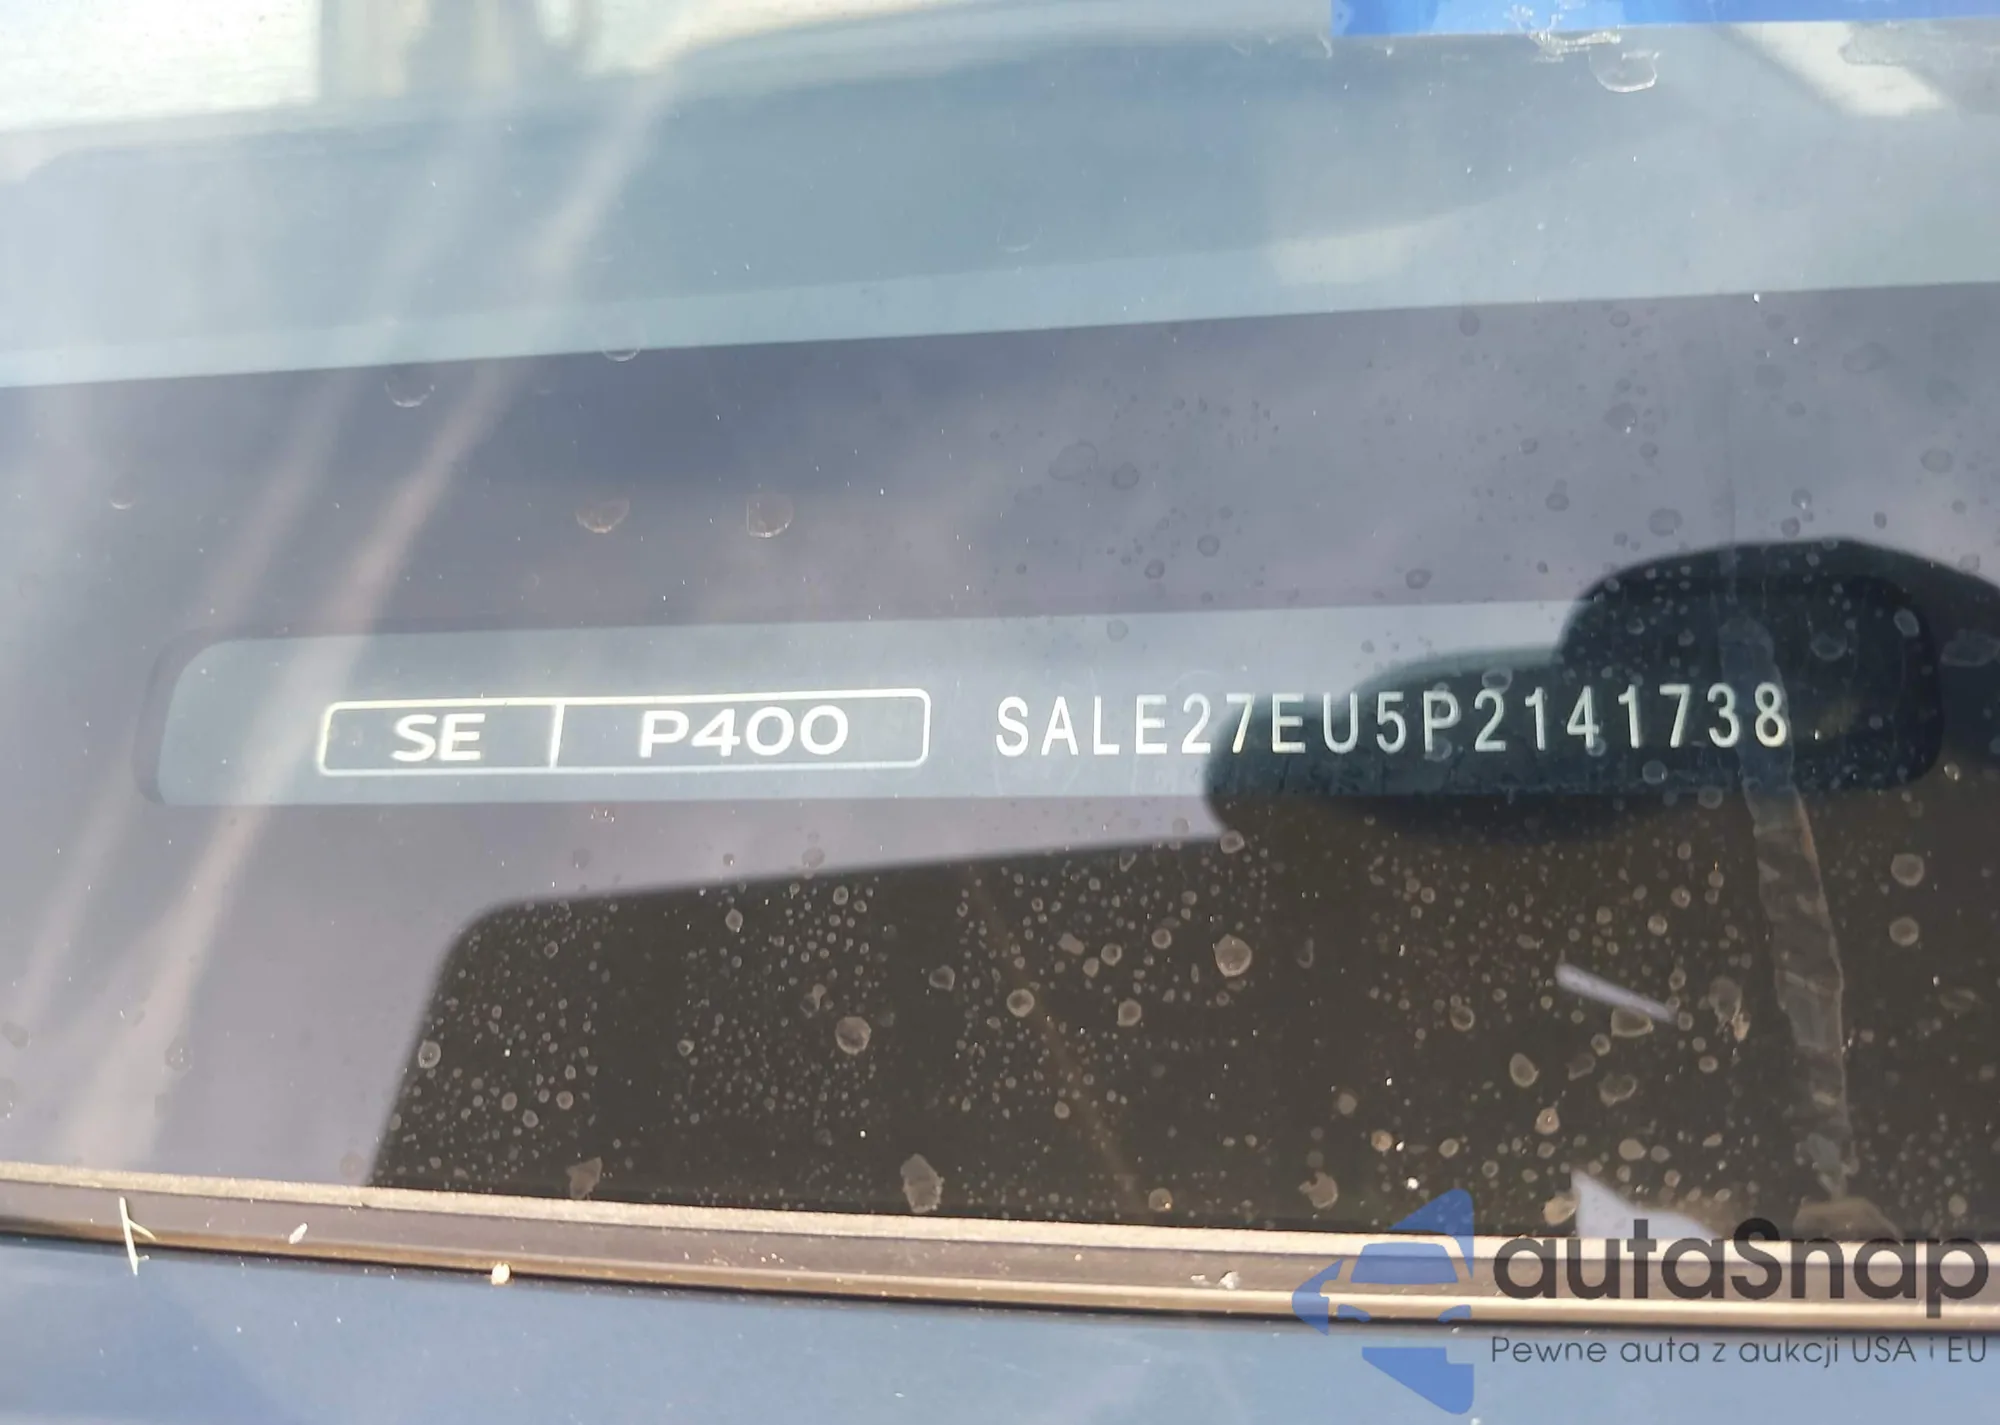 SE P400 SALE27EU5P2141738
autaSnap
Pewne auta z aukcji USA i EU